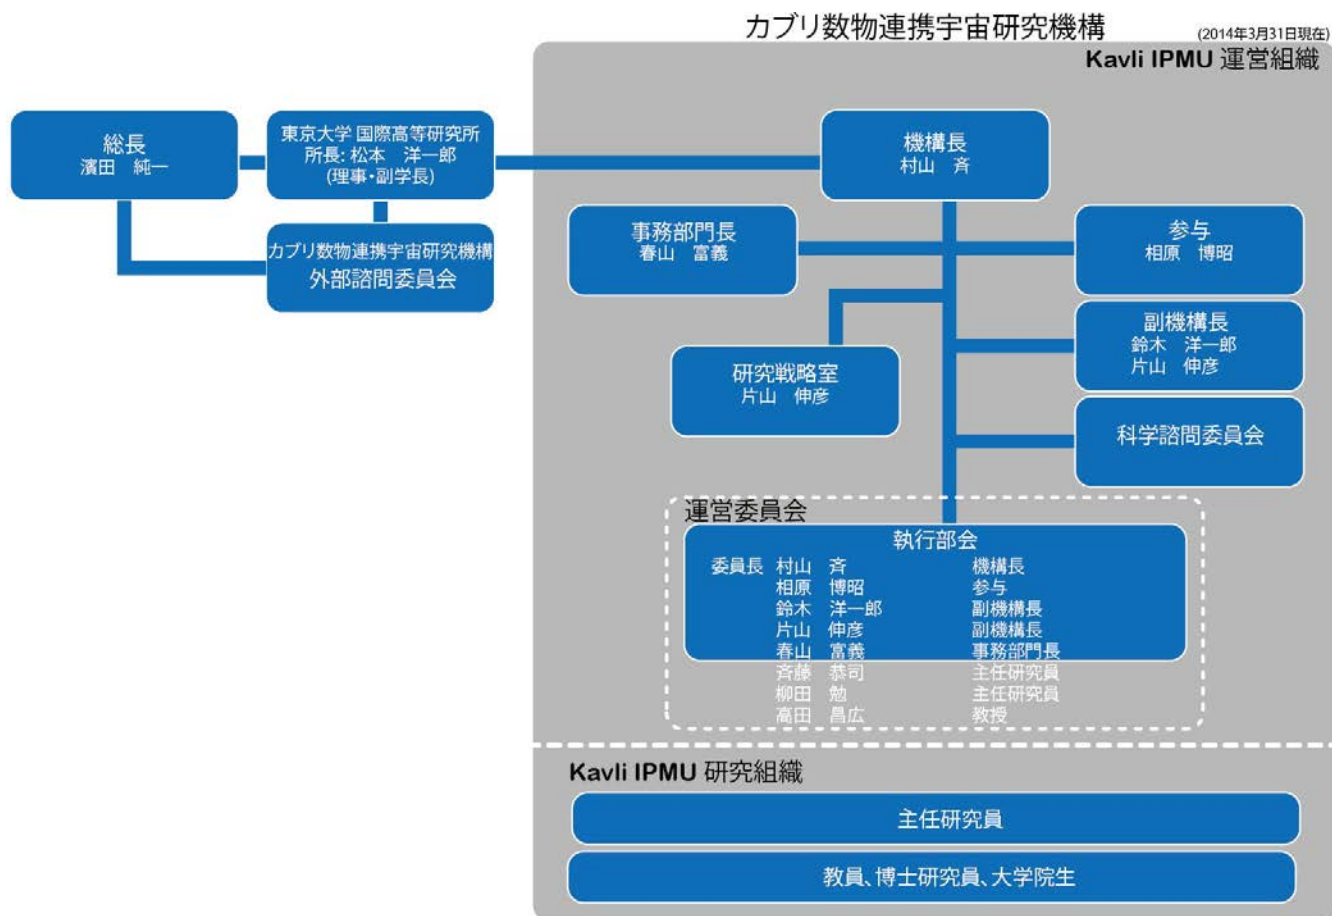 カブリ数物連携宇宙研究機構
(2014年3月31日現在)
Kavli IPMU 運営組織
総長
濱田 純一
東京大学 国際高等研究所
所長: 松本 洋一郎
(理事・副学長)
カブリ数物連携宇宙研究機構
外部諮問委員会
機構長
村山 斉
事務部門長
春山 富義
参与
相原 博昭
副機構長
鈴木 洋一郎
片山 伸彦
研究戦略室
片山 伸彦
科学諮問委員会
運営委員会
執行部会
委員長 村山 斉 機構長
相原 博昭 参与
鈴木 洋一郎 副機構長
片山 伸彦 副機構長
春山 富義 事務部門長
斉藤 恭司 主任研究員
柳田 勉 主任研究員
高田 昌広 教授
Kavli IPMU 研究組織
主任研究員
教員、博士研究員、大学院生